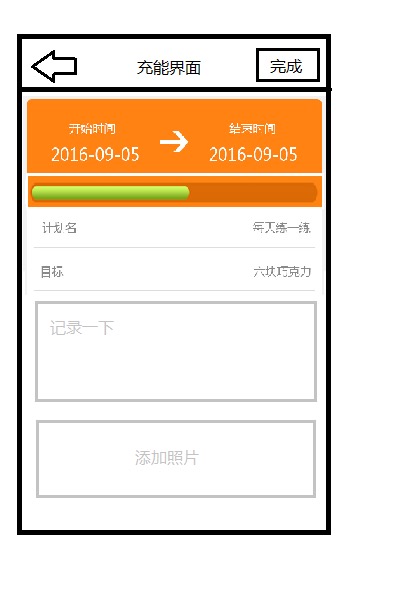 充能界面
完成
开始时间
结束时间
2016-09-05
2016-09-05
计划名
每天练一练
目标
六块巧克力
记录一下
添加照片